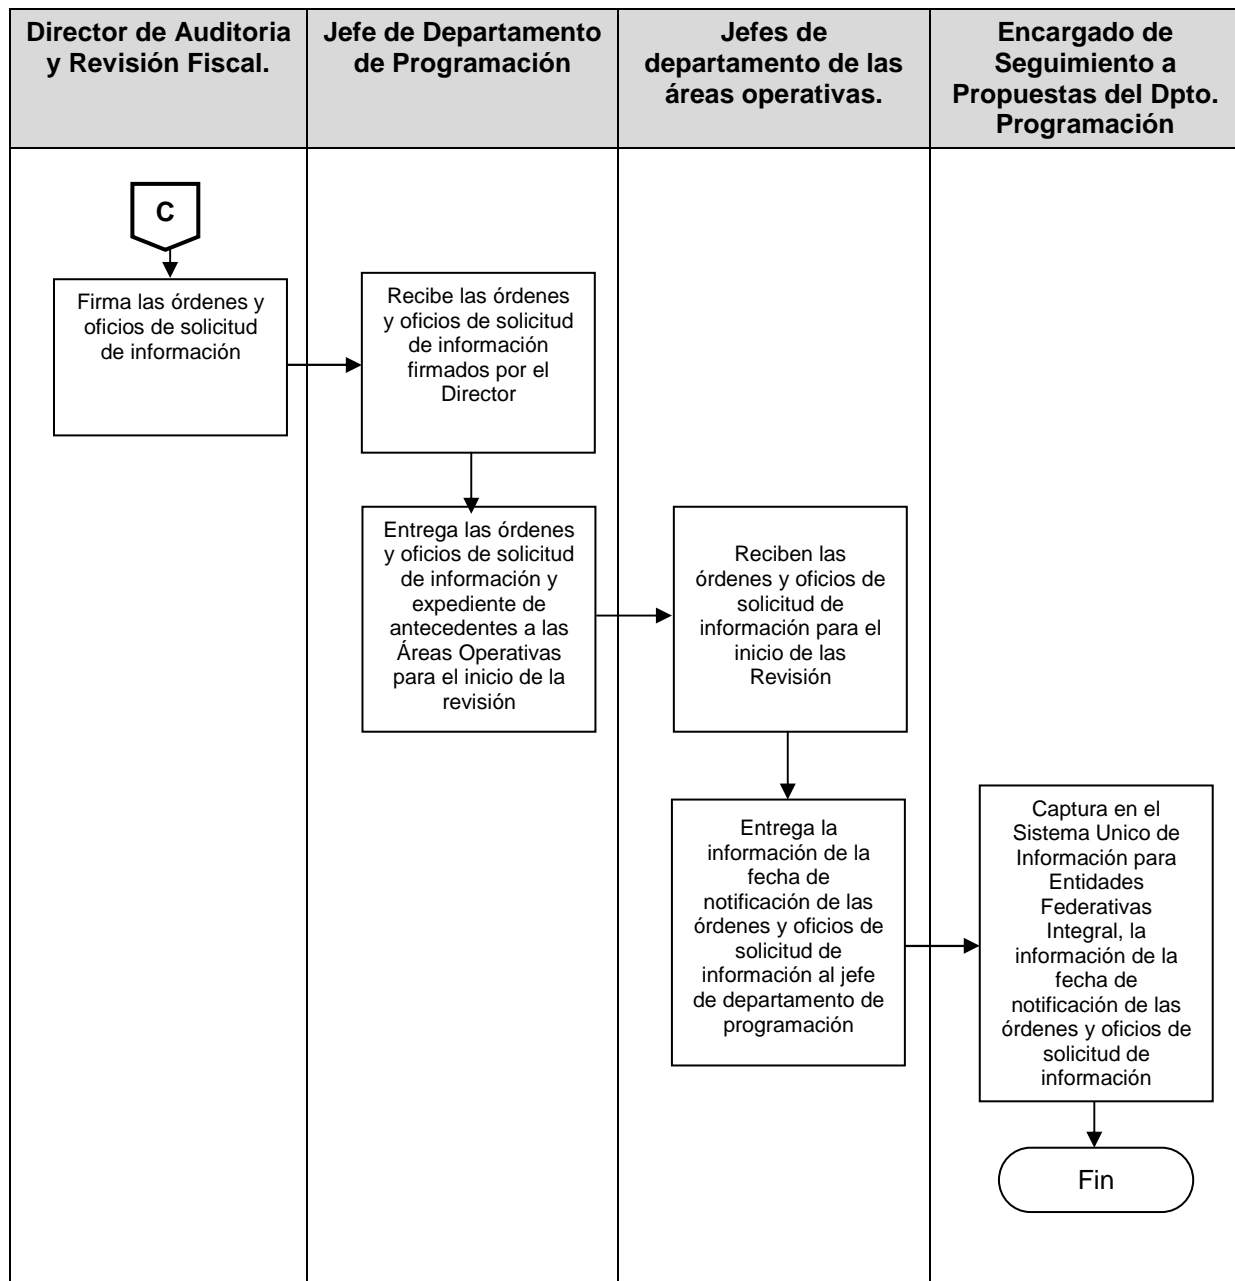 Director de Auditoria
y Revisión Fiscal.
Jefe de Departamento
de Programación
Jefes de
departamento de las
áreas operativas.
Encargado de
Seguimiento a
Propuestas del Dpto.
Programación
C
Firma las órdenes y
oficios de solicitud
de información
Recibe las órdenes
y oficios de solicitud
de información
firmados por el
Director
Entrega las órdenes
y oficios de solicitud
de información y
expediente de
antecedentes a las
Áreas Operativas
para el inicio de la
revisión
Reciben las
órdenes y oficios de
solicitud de
información para el
inicio de las
Revisión
Entrega la
información de la
fecha de
notificación de las
órdenes y oficios de
solicitud de
información al jefe
de departamento de
programación
Captura en el
Sistema Unico de
Información para
Entidades
Federativas
Integral, la
información de la
fecha de
notificación de las
órdenes y oficios de
solicitud de
información
Fin